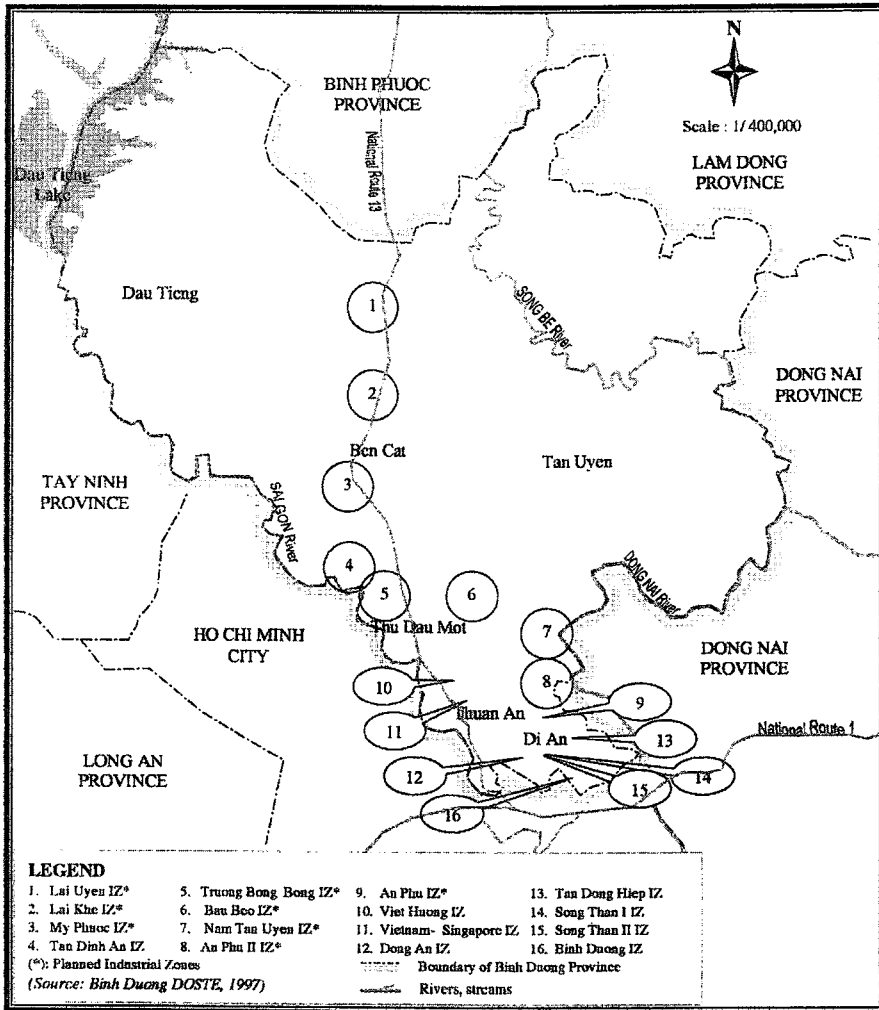 N
BINH PHUOC
PROVINCE
Scale : 1/ 400,000
LAM DONG
PROVINCE
National Route 13
Dau Tieng
Lake
Dau Tieng
1
SONG BE River
2
DONG NAI
PROVINCE
Ben Cat
Tan Uyen
3
TAY NINH
PROVINCE
SAI GON River
4
5
6
DONG NAI River
Thu Dau Mot
7
HO CHI MINH
CITY
DONG NAI
PROVINCE
8
10
9
Thuan An
11
Di An
13
National Route 1
LONG AN
PROVINCE
12
14
15
16
LEGEND
1. Lai Uyen IZ*
2. Lai Khe IZ*
3. My Phuoc IZ*
4. Tan Dinh An IZ
5. Truong Bong Bong IZ*
6. Bau Beo IZ*
7. Nam Tan Uyen IZ*
8. An Phu II IZ*
9. An Phu IZ*
10. Viet Huong IZ
11. Vietnam- Singapore IZ
12. Dong An IZ
13. Tan Dong Hiep IZ
14. Song Than I IZ
15. Song Than II IZ
16. Binh Duong IZ
(*): Planned Industrial Zones
Boundary of Binh Duong Province
(Source: Binh Duong DOSTE, 1997)
Rivers, streams